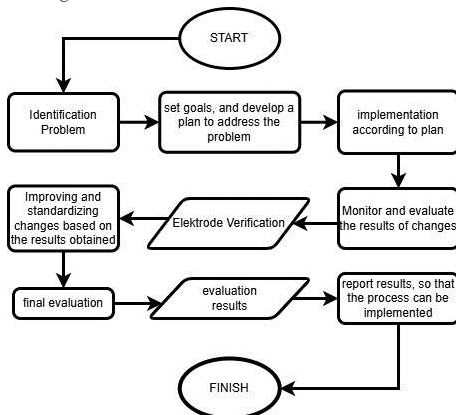 START
Identification
Problem
set goals, and develop a
plan to address the
problem
implementation
according to plan
Monitor and evaluate
the results of changes
Elektrode Verification
Improving and
standardizing
changes based on
the results obtained
final evaluation
evaluation
results
report results, so that
the process can be
implemented
FINISH